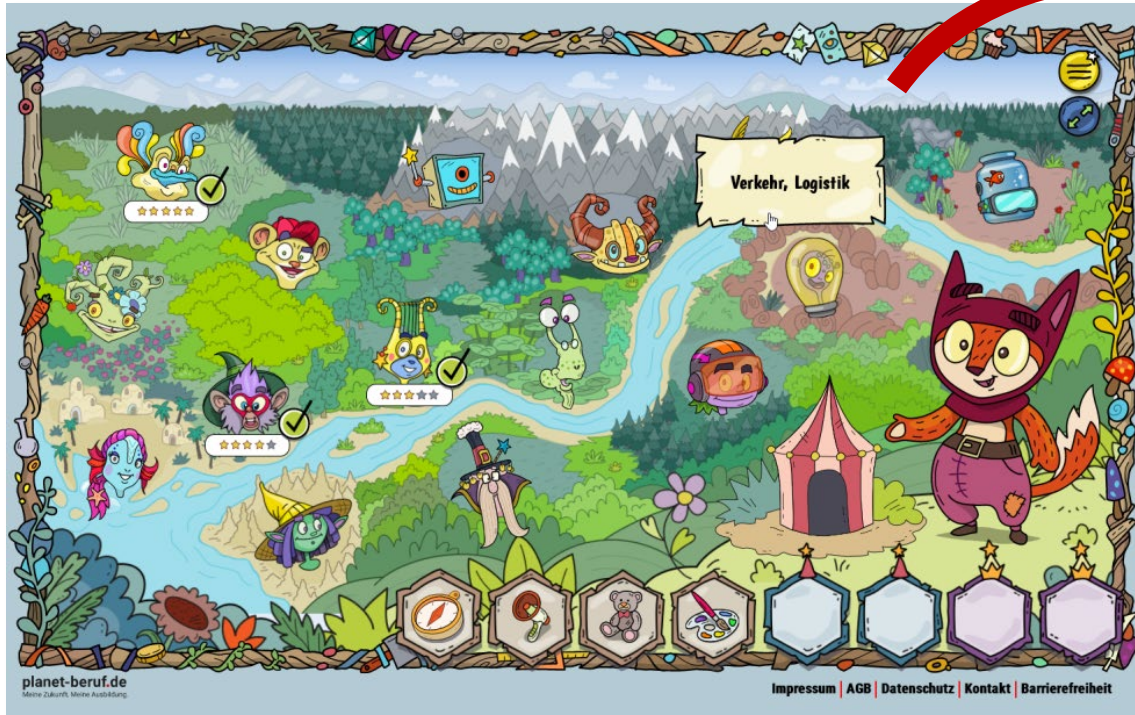 Verkehr, Logistik
planet-beruf.de
Meine Zukunft. Meine Ausbildung.
Impressum | AGB | Datenschutz | Kontakt | Barrierefreiheit